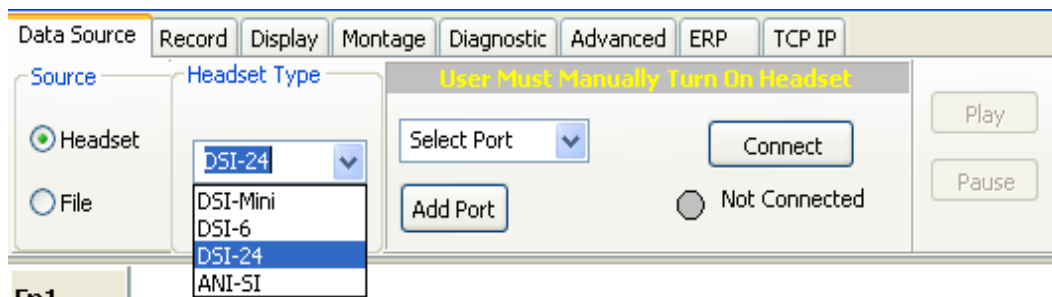 Data Source Record Display Montage Diagnostic Advanced ERP TCP IP
Source Headset Type User Must Manually Turn On Headset
Headset
DSI-24
Select Port
Connect
Play
File
DSI-Mini
DSI-6
DSI-24
ANI-SI
Add Port
Not Connected
Pause
Fp1